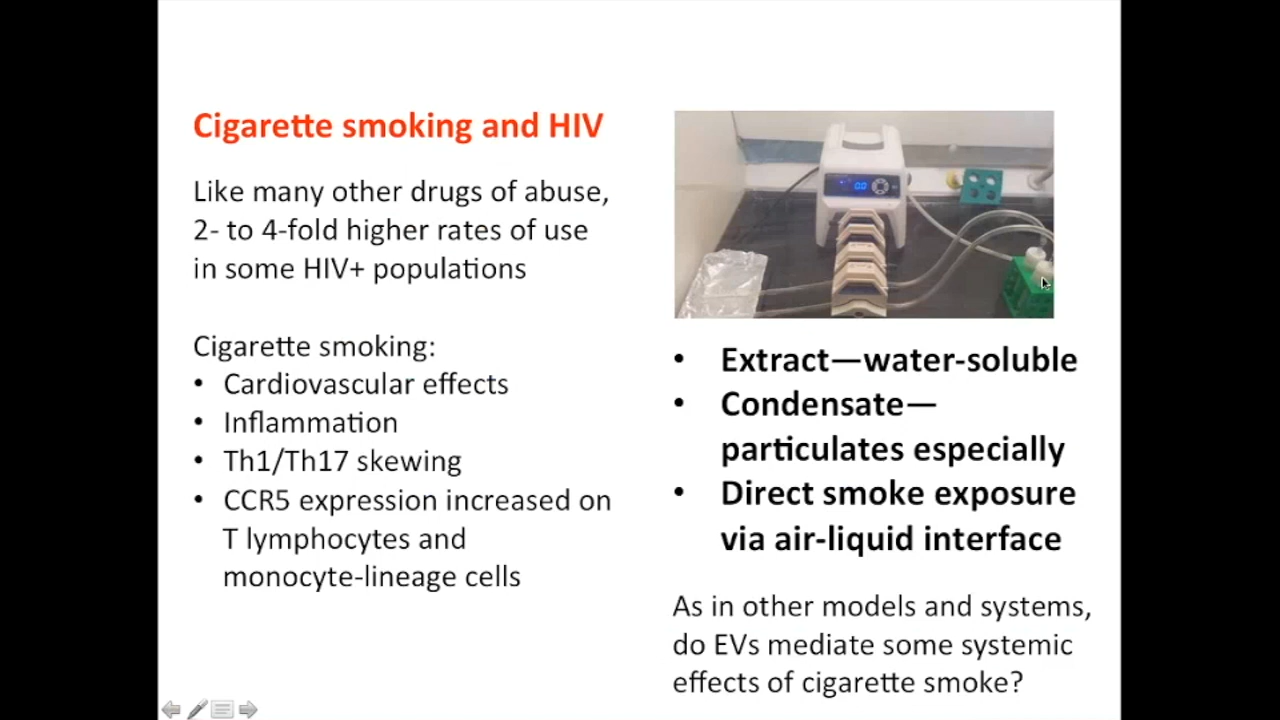 Cigarette smoking and HIV
Like many other drugs of abuse,
2- to 4-fold higher rates of use
in some HIV+ populations
Cigarette smoking:
• Cardiovascular effects
• Inflammation
• Th1/Th17 skewing
• CCR5 expression increased on
T lymphocytes and
monocyte-lineage cells
00
• Extract—water-soluble
• Condensate—
particulates especially
• Direct smoke exposure
via air-liquid interface
As in other models and systems,
do EVs mediate some systemic
effects of cigarette smoke?